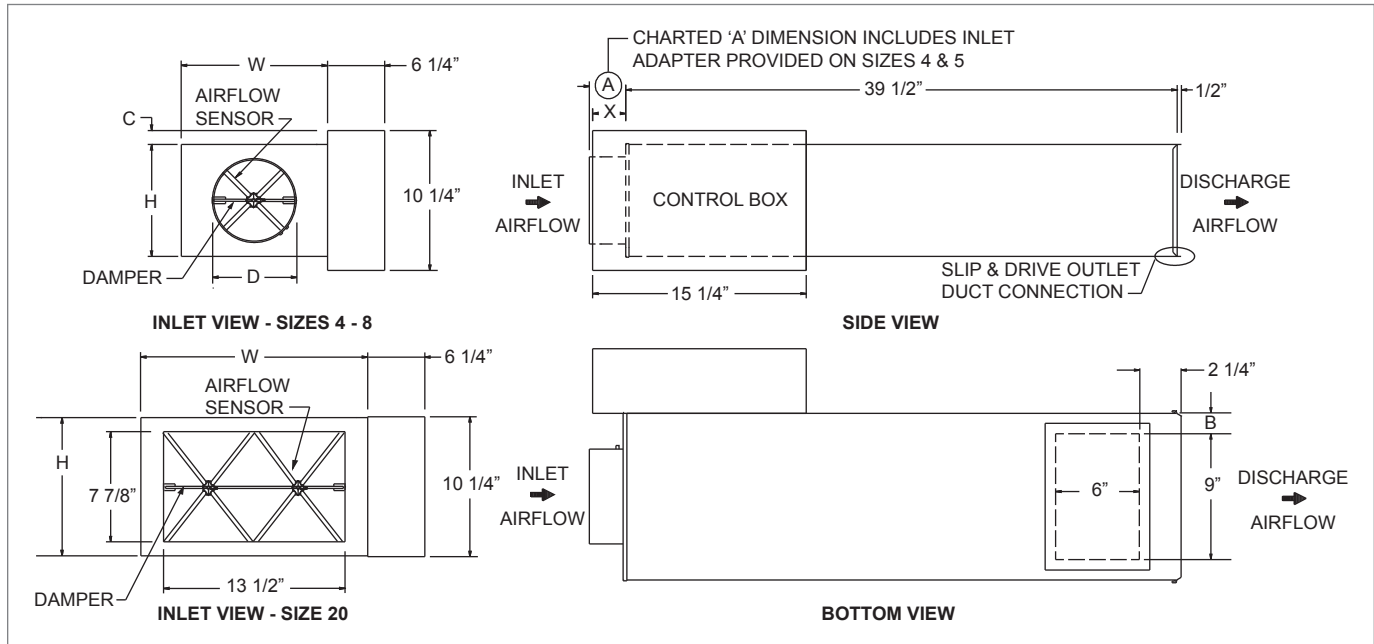 W
6 1/4”
AIRFLOW
SENSOR
C
H
10 1/4”
DAMPER
D
INLET VIEW - SIZES 4 - 8
CHARTED ‘A’ DIMENSION INCLUDES INLET
ADAPTER PROVIDED ON SIZES 4 & 5
A
39 1/2”
1/2”
X
INLET
AIRFLOW
CONTROL BOX
DISCHARGE
AIRFLOW
SLIP & DRIVE OUTLET
DUCT CONNECTION
15 1/4”
SIDE VIEW
W
6 1/4”
AIRFLOW
SENSOR
H
7 7/8”
10 1/4”
13 1/2”
DAMPER
INLET VIEW - SIZE 20
2 1/4”
B
INLET
AIRFLOW
6”
9”
DISCHARGE
AIRFLOW
BOTTOM VIEW